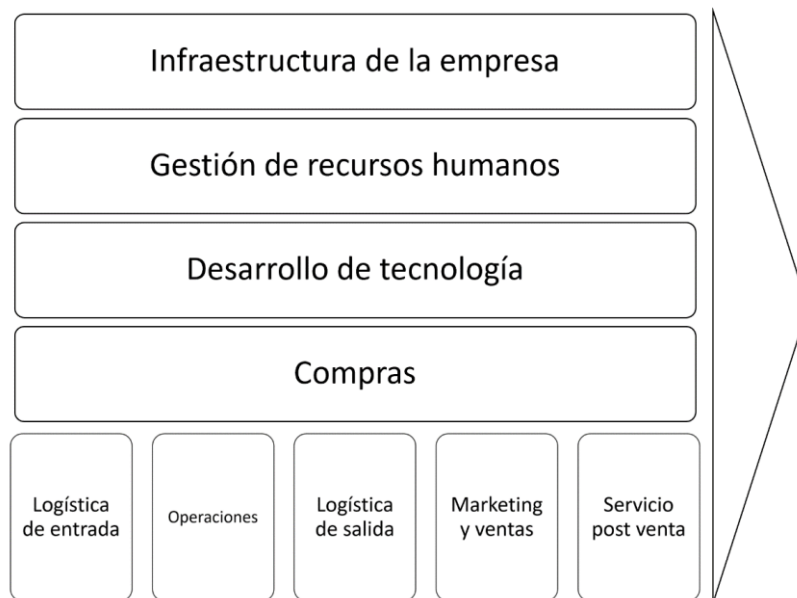 Infraestructura de la empresa
Gestión de recursos humanos
Desarrollo de tecnología
Compras
Logística
de entrada
Operaciones
Logística
de salida
Marketing
y ventas
Servicio
post venta